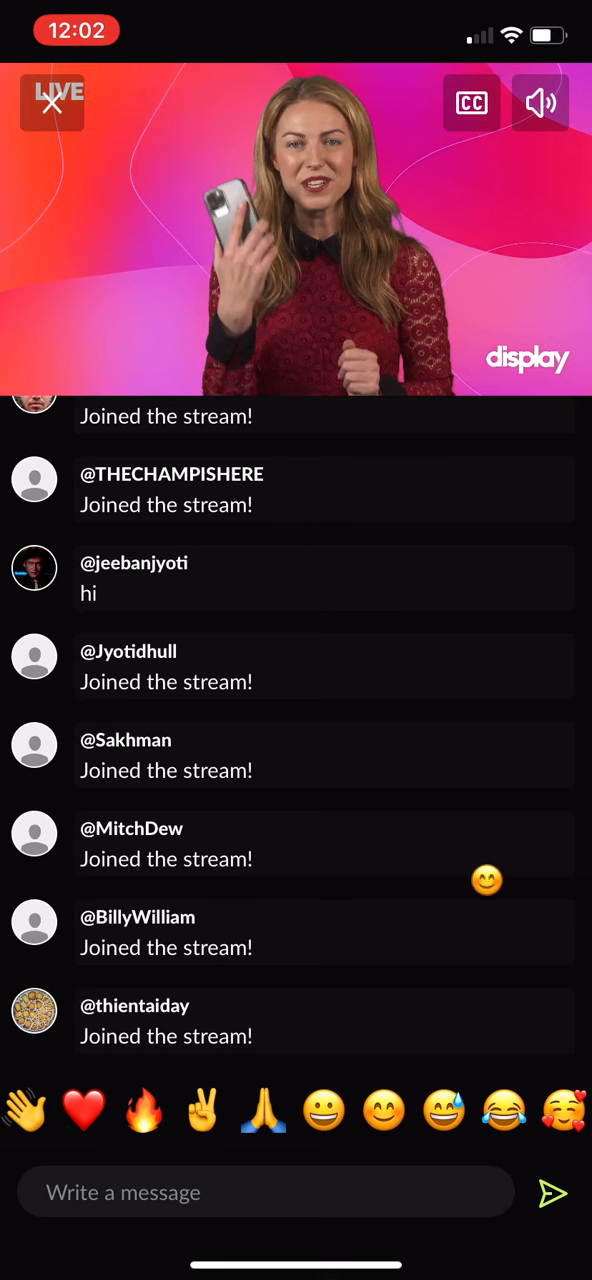 12:02
LIVE
CC
display
Joined the stream!
@THECHAMPISHERE
Joined the stream!
@jeebanjyoti
hi
@Jyotidhull
Joined the stream!
@Sakhman
Joined the stream!
@MitchDew
Joined the stream!
@BillyWilliam
Joined the stream!
@thientaiday
Joined the stream!
Write a message